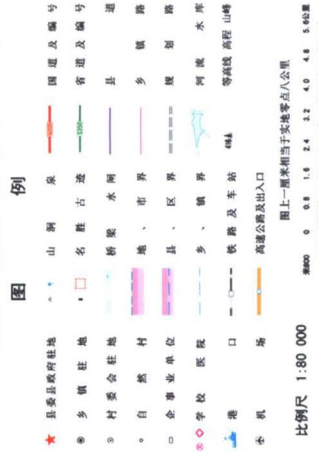 图 例
县委县政府驻地
乡 镇 驻 地
村 委 会 驻 地
自 然 村
企 事 业 单 位
学 校 医 院
港 口
机 场
山 洞 泉
名 胜 古 迹
桥 梁 水 闸
地 、 市 界
县 、 区 界
乡 、 镇 界
铁 路 及 车 站
高速公路及出入口
国 道 及 编 号
省 道 及 编 号
县 道
乡 镇 路
规 划 路
河 流 水 库
等高线 高程 山峰
比例尺 1:80 000
图上一厘米相当于实地零点八公里
米800 0 0.8 1.6 2.4 3.2 4.0 4.8 5.6公里